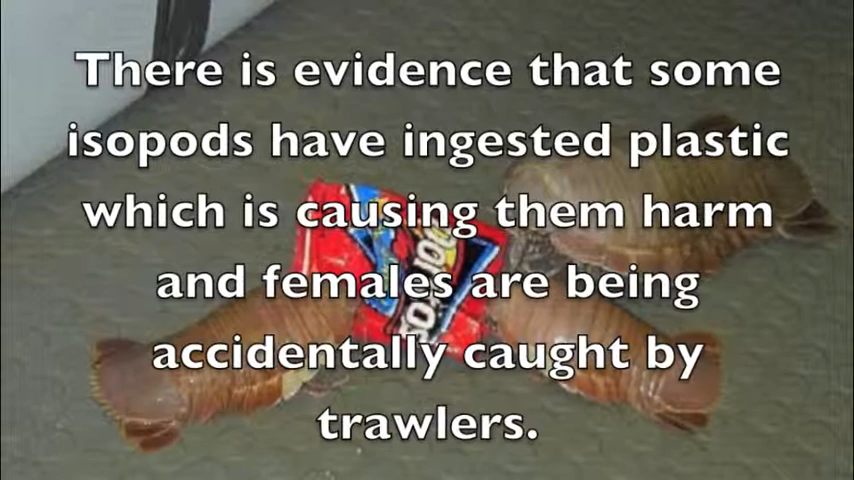 There is evidence that some
isopods have ingested plastic
which is causing them harm
and females are being
accidentally caught by
trawlers.